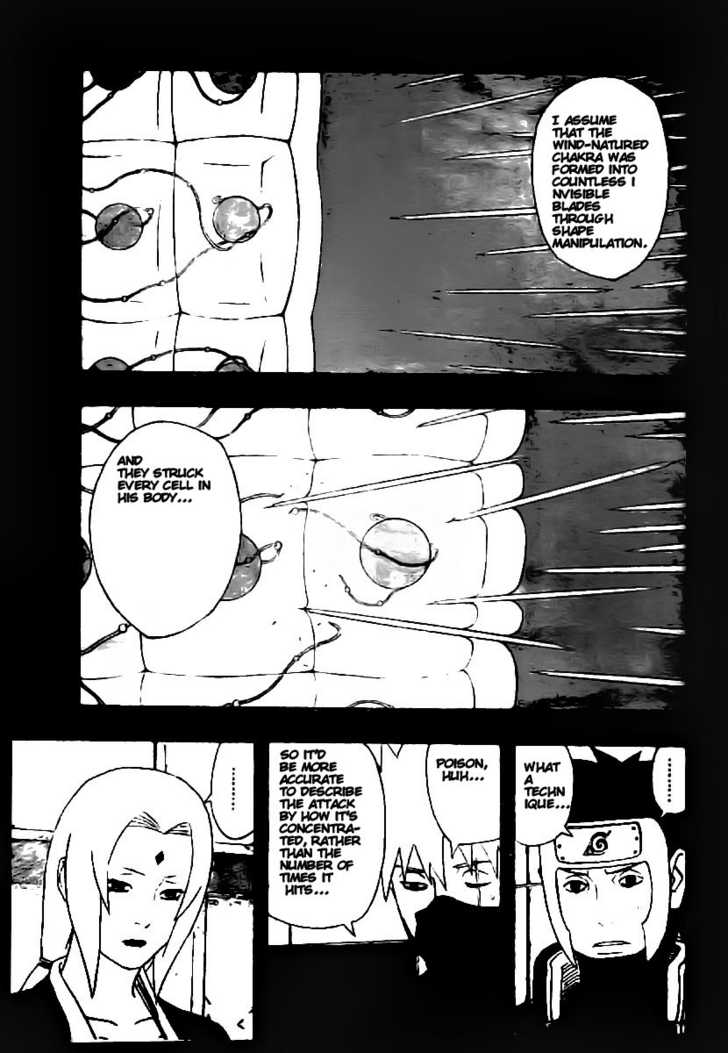 I ASSUME
THAT THE
WIND-NATURED
CHAKRA WAS
FORMED INTO
COUNTLESS I
NVISIBLE
BLADES
THROUGH
SHAPE
MANIPULATION.
AND
THEY STRUCK
EVERY CELL IN
HIS BODY...
.........
WHAT
A
TECHN
IQUE...
POISON,
HUH...
SO IT'D
BE MORE
ACCURATE
TO DESCRIBE
THE ATTACK
BY HOW IT'S
CONCENTRA-
TED, RATHER
THAN THE
NUMBER OF
TIMES IT
HITS...
.........